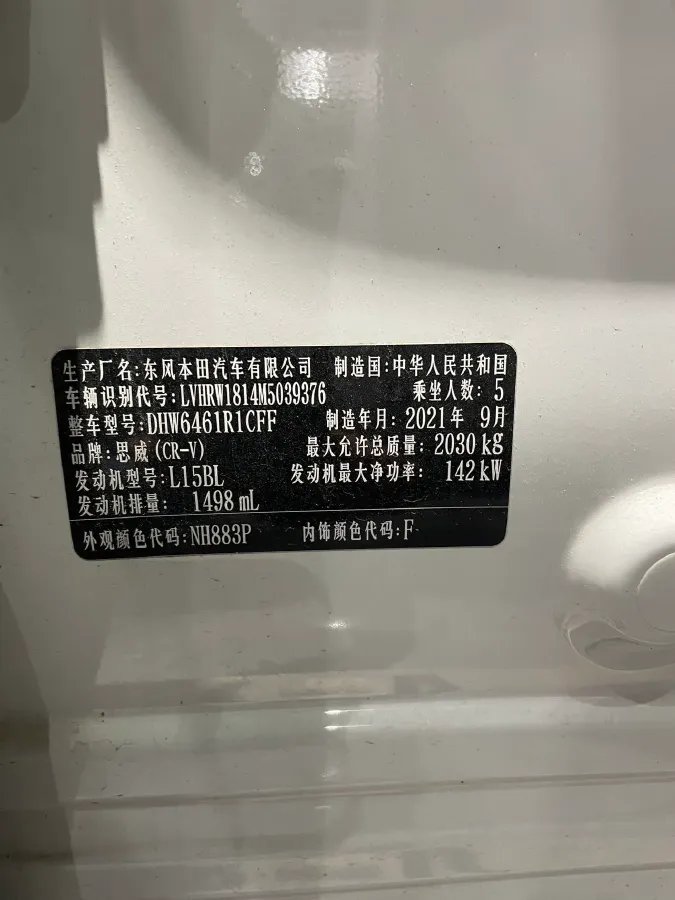 生产厂名:东风本田汽车有限公司 制造国:中华人民共和国
车辆识别代号:LVHRW1814M5039376 乘坐人数:5
整车型号:DHW6461R1CFF 制造年月:2021年 9月
品牌:思威(CR-V) 最大允许总质量:2030kg
发动机型号:L15BL 发动机最大净功率: 142kW
发动机排量: 1498mL
外观颜色代码:NH883P 内饰颜色代码:F